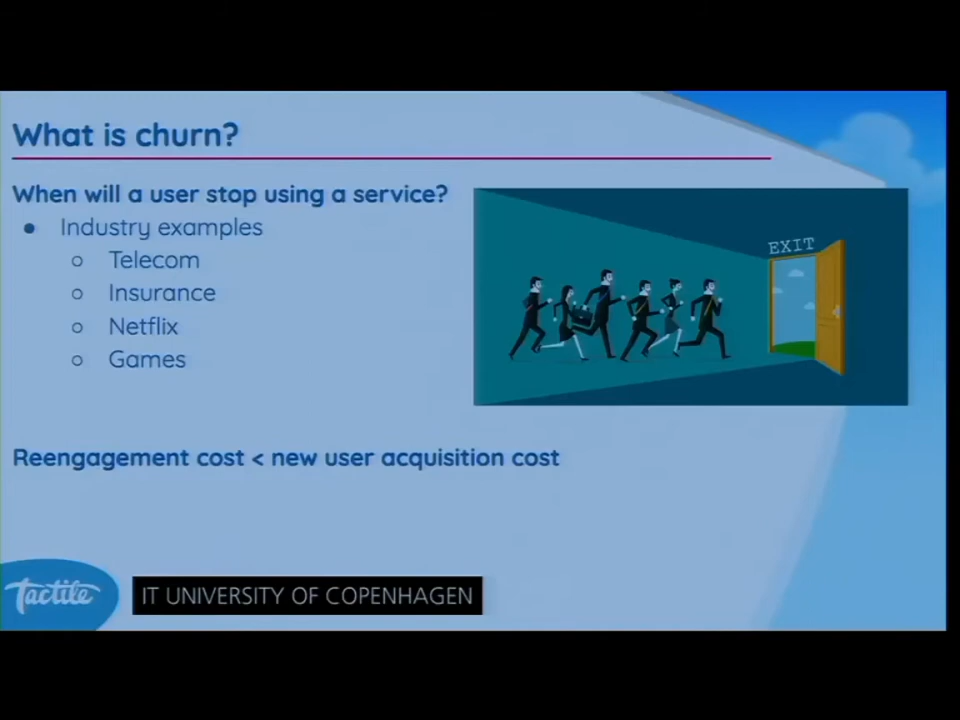 What is churn?
When will a user stop using a service?
● Industry examples
○ Telecom
○ Insurance
○ Netflix
○ Games
EXIT
Reengagement cost < new user acquisition cost
Tactile
IT UNIVERSITY OF COPENHAGEN